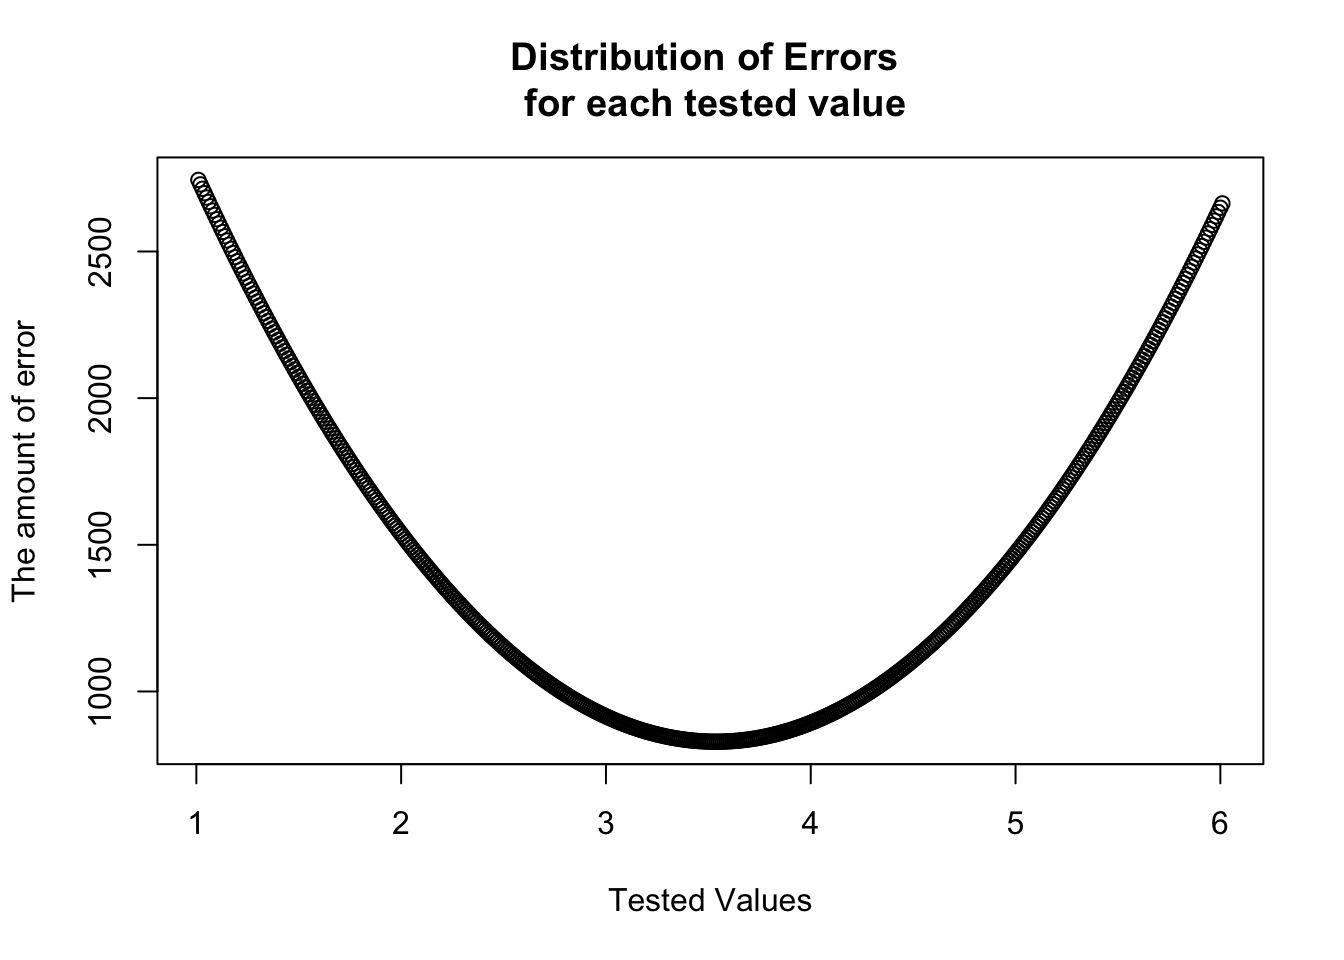 Distribution of Errors
for each tested value
The amount of error
2500
2000
1500
1000
1 2 3 4 5 6
Tested Values